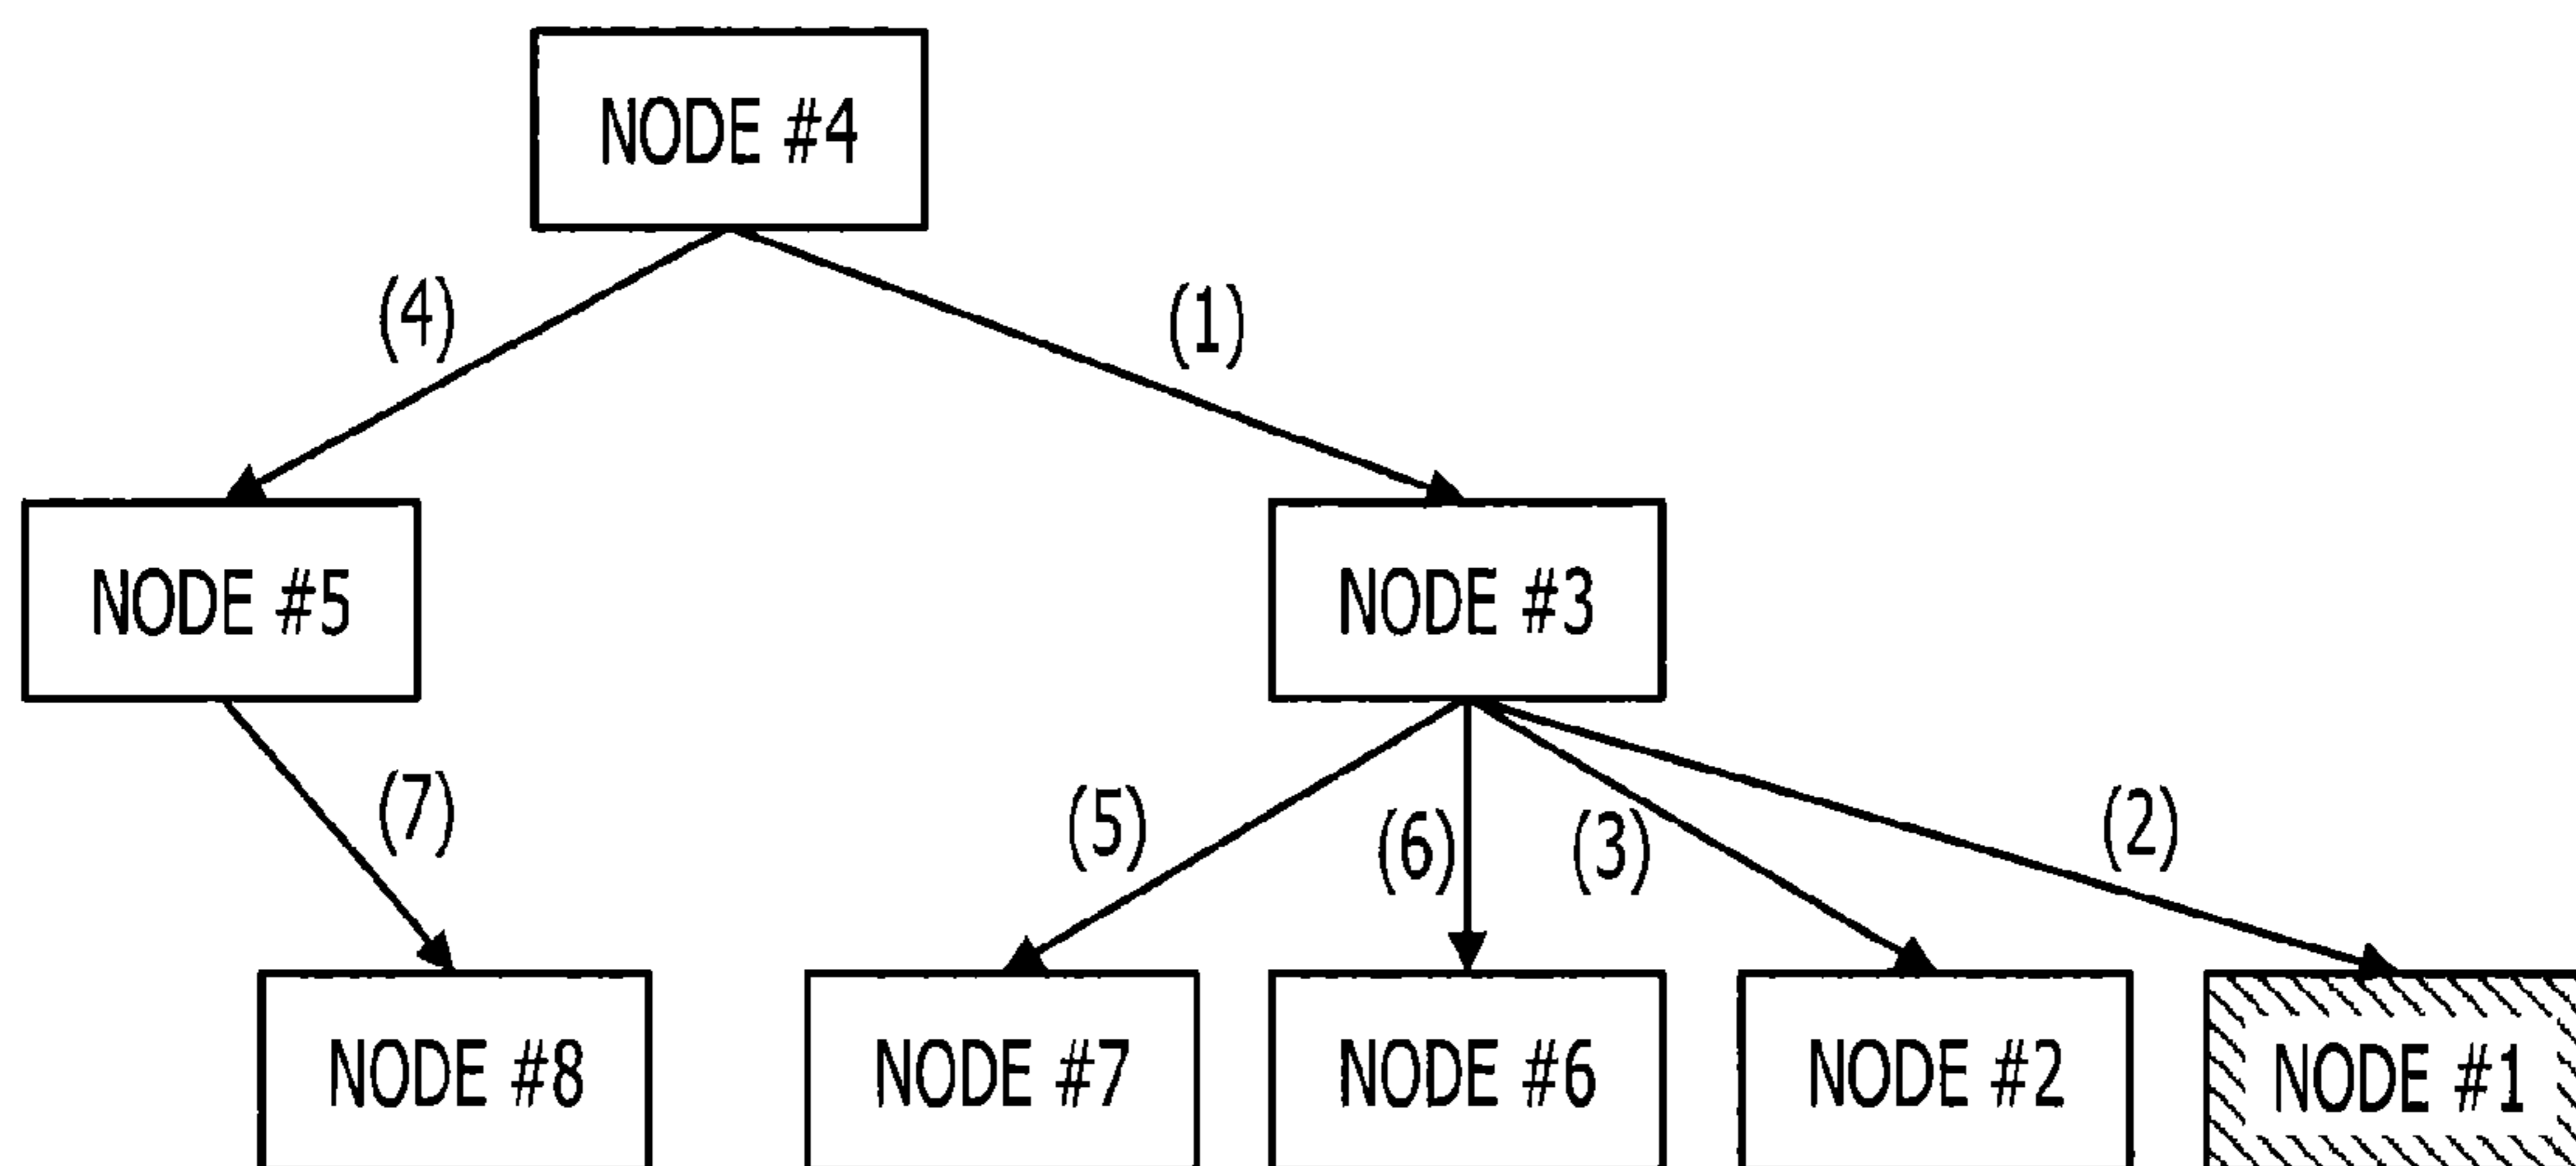 NODE #4
(4)
(1)
NODE #5
NODE #3
(7)
(5)
(6)
(3)
(2)
NODE #8
NODE #7
NODE #6
NODE #2
NODE #1